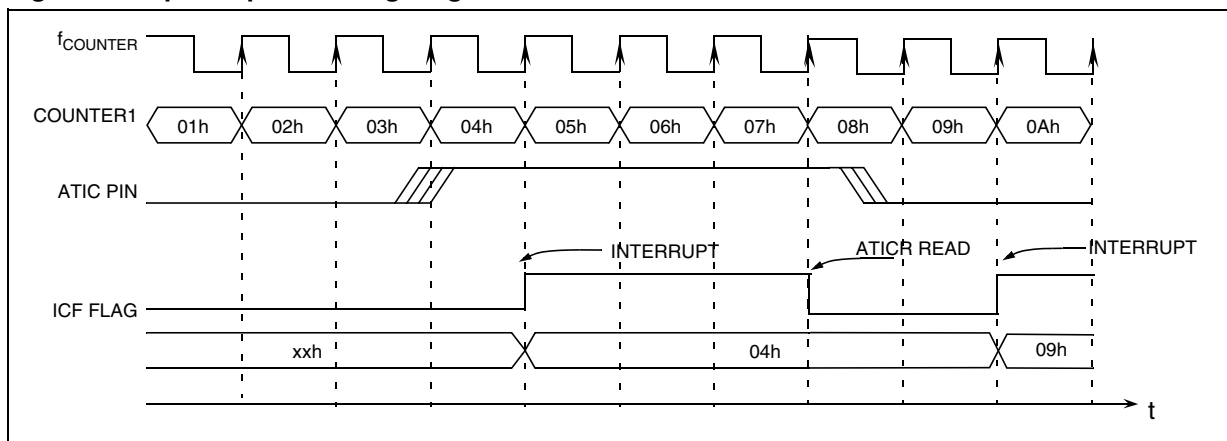 fCOUNTER
COUNTER1
01h 02h 03h 04h 05h 06h 07h 08h 09h 0Ah
ATIC PIN
INTERRUPT ATICR READ INTERRUPT
ICF FLAG
xxh 04h 09h
t